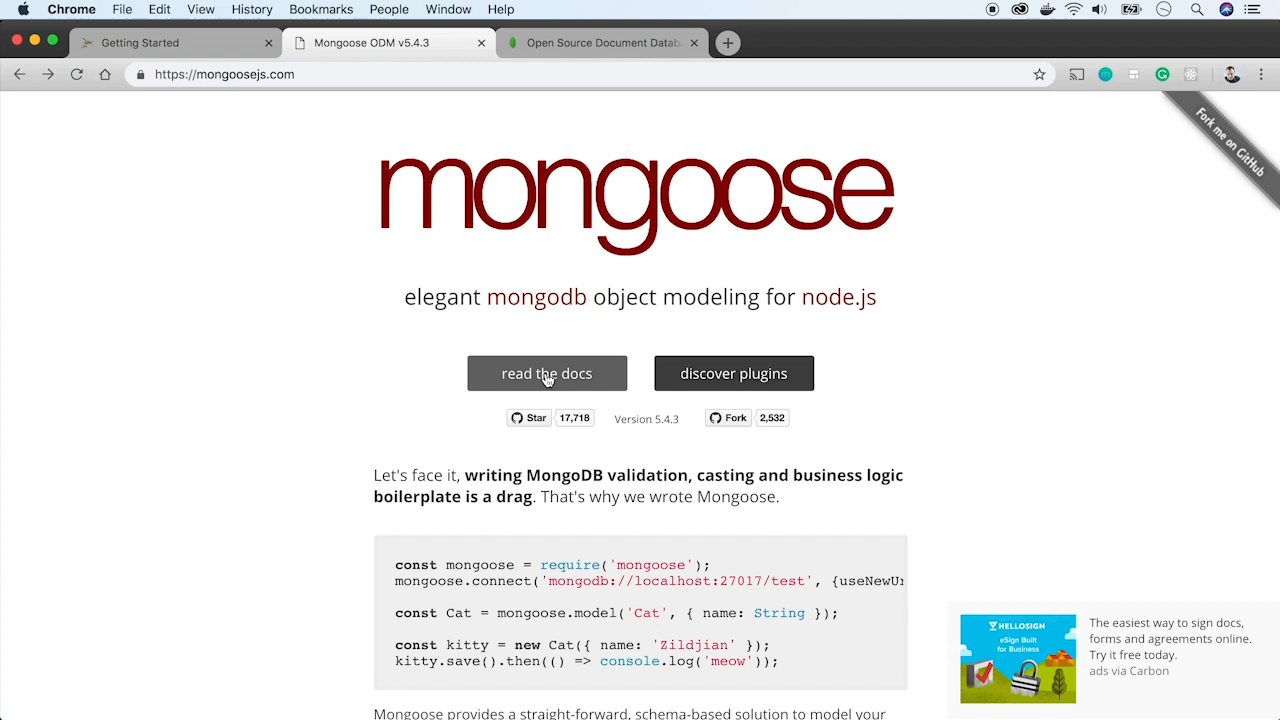 Chrome File Edit View History Bookmarks People Window Help
Getting Started
Mongoose ODM v5.4.3
Open Source Document Datab
https://mongoosejs.com
Fork me on GitHub
mongoose
elegant mongodb object modeling for node.js
read the docs
discover plugins
Star 17,718 Version 5.4.3 Fork 2,532
Let's face it, writing MongoDB validation, casting and business logic
boilerplate is a drag. That's why we wrote Mongoose.
const mongoose = require('mongoose');
mongoose.connect('mongodb://localhost:27017/test', {useNewUr
const Cat = mongoose.model('Cat', { name: String });
const kitty = new Cat({ name: 'Zildjian' });
kitty.save().then(() => console.log('meow'));
Mongoose provides a straight-forward, schema-based solution to model your
HELLOSIGN
eSign Built
for Business
The easiest way to sign docs,
forms and agreements online.
Try it free today.
ads via Carbon